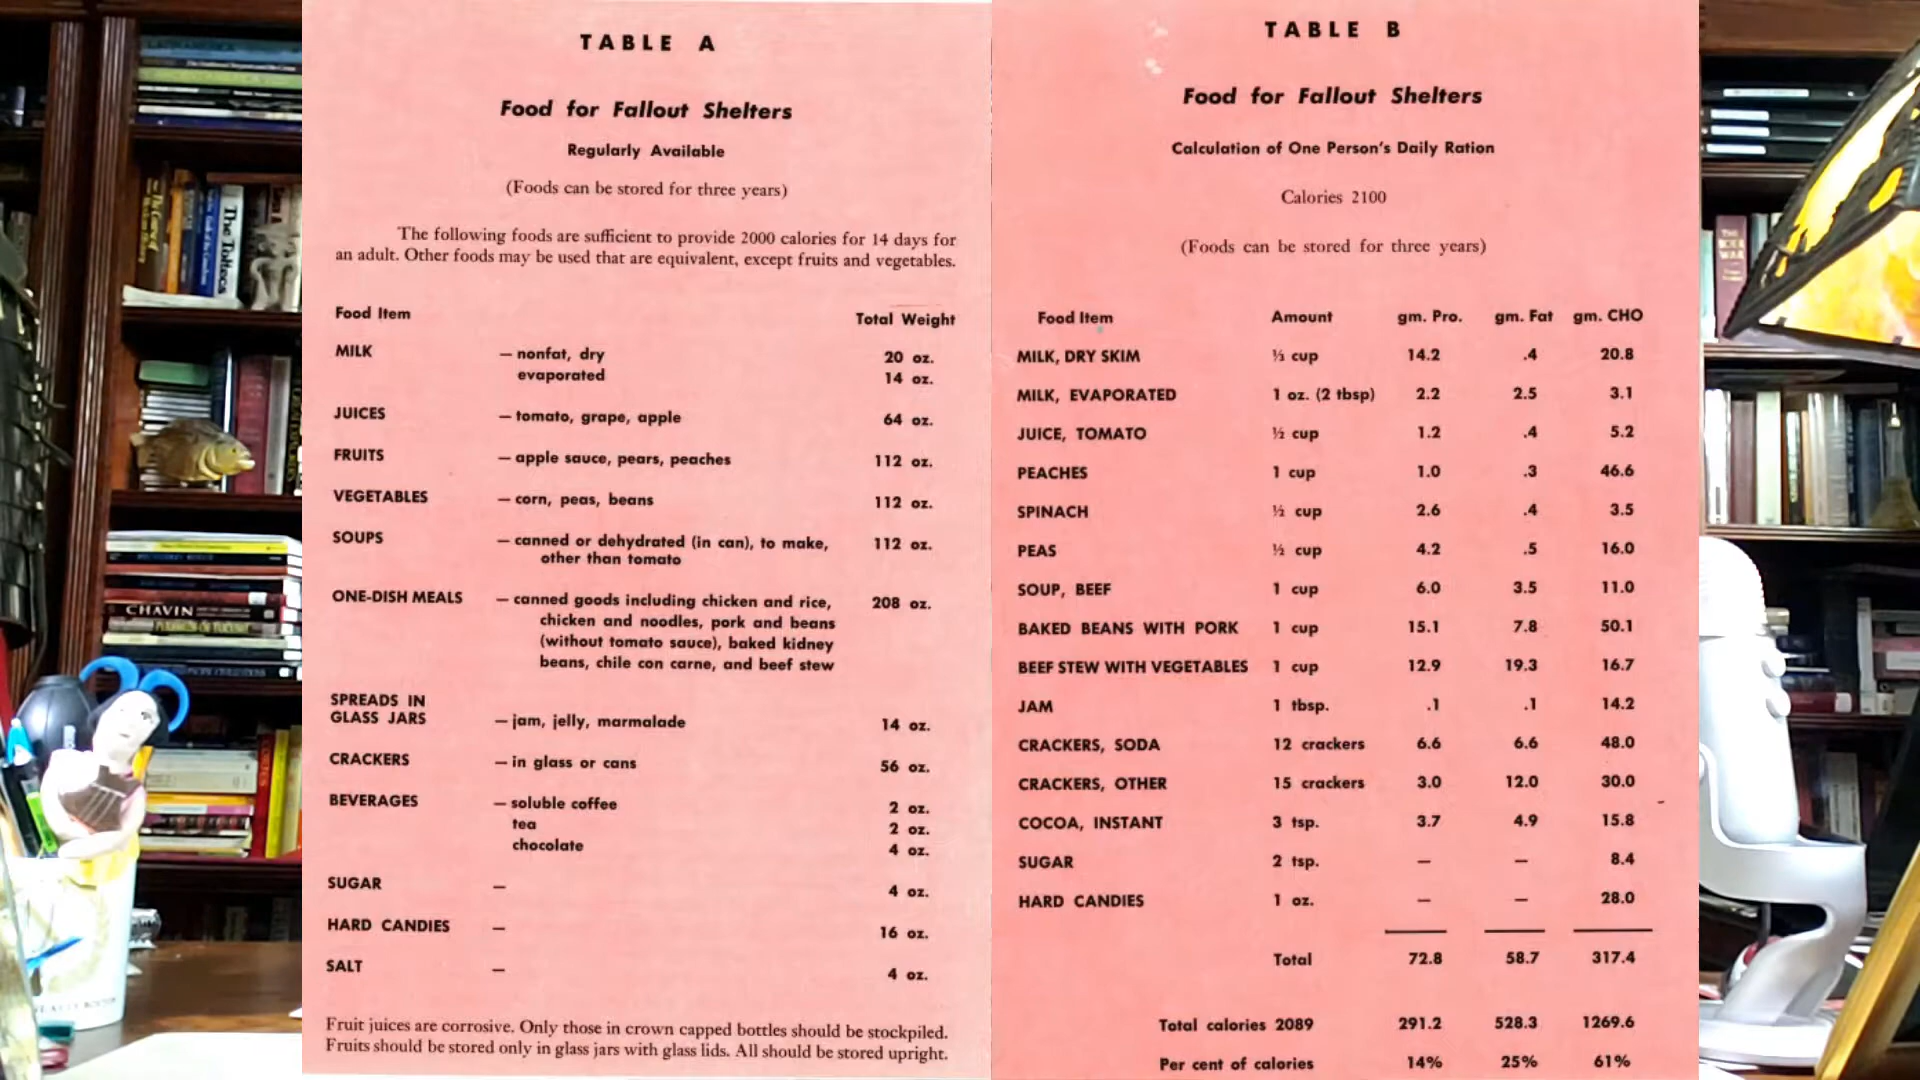 TABLE A
Food for Fallout Shelters
Regularly Available
(Foods can be stored for three years)
The following foods are sufficient to provide 2000 calories for 14 days for
an adult. Other foods may be used that are equivalent, except fruits and vegetables.
Food Item Total Weight
MILK — nonfat, dry 20 oz.
evaporated 14 oz.
JUICES — tomato, grape, apple 64 oz.
FRUITS — apple sauce, pears, peaches 112 oz.
VEGETABLES — corn, peas, beans 112 oz.
SOUPS — canned or dehydrated (in can), to make, 112 oz.
other than tomato
ONE-DISH MEALS — canned goods including chicken and rice, 208 oz.
chicken and noodles, pork and beans
(without tomato sauce), baked kidney
beans, chile con carne, and beef stew
SPREADS IN
GLASS JARS — jam, jelly, marmalade 14 oz.
CRACKERS — in glass or cans 56 oz.
BEVERAGES — soluble coffee 2 oz.
tea 2 oz.
chocolate 4 oz.
SUGAR — 4 oz.
HARD CANDIES — 16 oz.
SALT — 4 oz.
Fruit juices are corrosive. Only those in crown capped bottles should be stockpiled.
Fruits should be stored only in glass jars with glass lids. All should be stored upright.
TABLE B
Food for Fallout Shelters
Calculation of One Person's Daily Ration
Calories 2100
(Foods can be stored for three years)
Food Item Amount gm. Pro. gm. Fat gm. CHO
MILK, DRY SKIM ⅓ cup 14.2 .4 20.8
MILK, EVAPORATED 1 oz. (2 tbsp) 2.2 2.5 3.1
JUICE, TOMATO ½ cup 1.2 .4 5.2
PEACHES 1 cup 1.0 .3 46.6
SPINACH ½ cup 2.6 .4 3.5
PEAS ½ cup 4.2 .5 16.0
SOUP, BEEF 1 cup 6.0 3.5 11.0
BAKED BEANS WITH PORK 1 cup 15.1 7.8 50.1
BEEF STEW WITH VEGETABLES 1 cup 12.9 19.3 16.7
JAM 1 tbsp. .1 .1 14.2
CRACKERS, SODA 12 crackers 6.6 6.6 48.0
CRACKERS, OTHER 15 crackers 3.0 12.0 30.0
COCOA, INSTANT 3 tsp. 3.7 4.9 15.8
SUGAR 2 tsp. — — 8.4
HARD CANDIES 1 oz. — — 28.0
Total 72.8 58.7 317.4
Total calories 2089 291.2 528.3 1269.6
Per cent of calories 14% 25% 61%
The Toltecs
CHAVIN